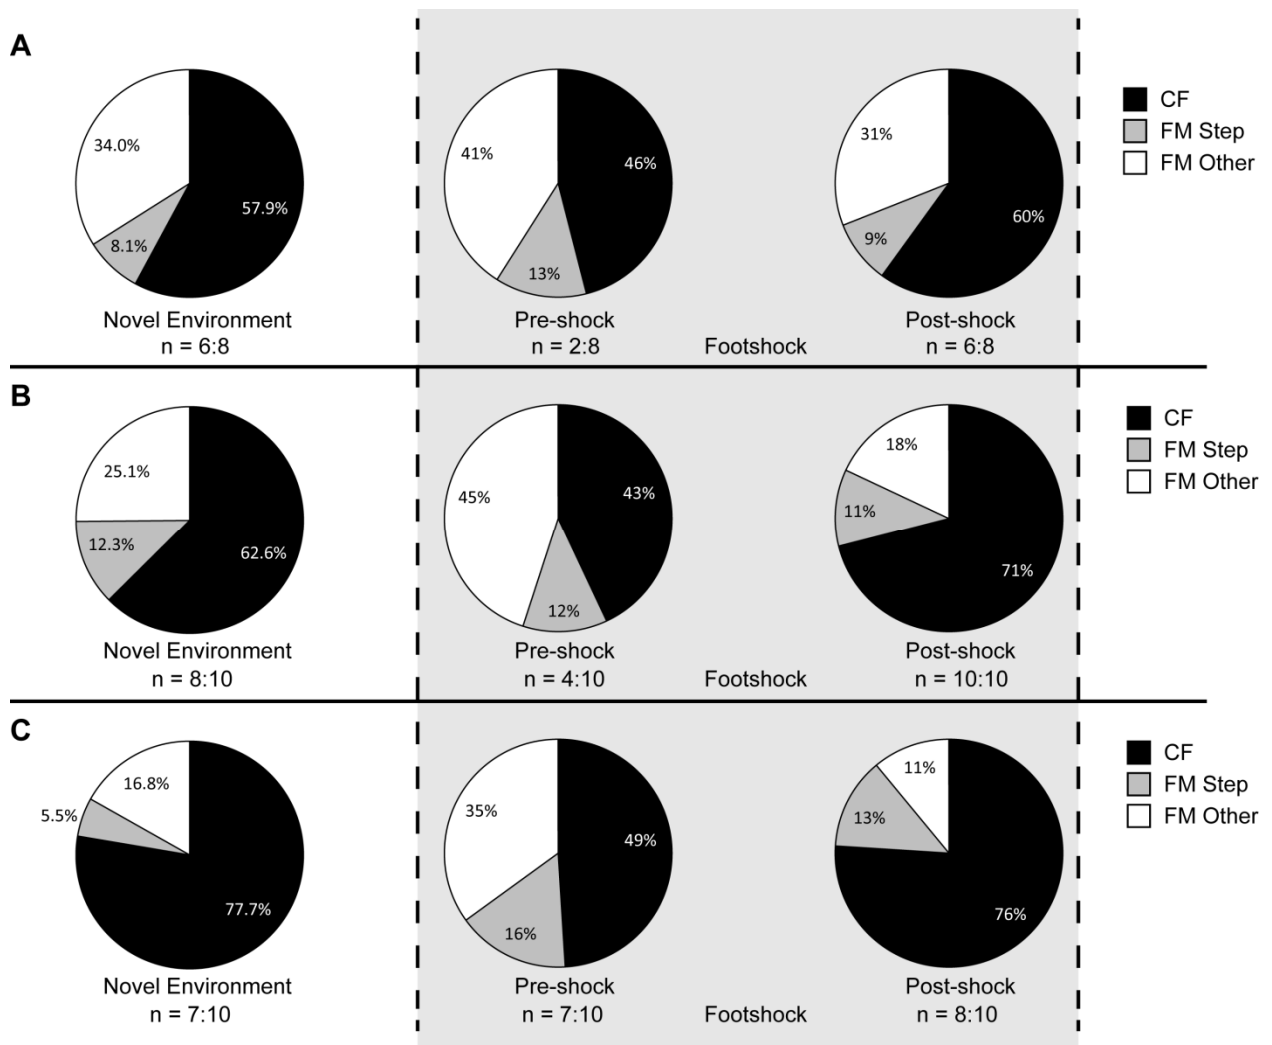 A
34.0%
57.9%
8.1%
Novel Environment
n = 6:8
41%
46%
13%
Pre-shock
n = 2:8
Footshock
31%
60%
9%
Post-shock
n = 6:8
CF
FM Step
FM Other
B
25.1%
12.3%
62.6%
Novel Environment
n = 8:10
45%
43%
12%
Pre-shock
n = 4:10
Footshock
18%
11%
71%
Post-shock
n = 10:10
CF
FM Step
FM Other
C
16.8%
5.5%
77.7%
Novel Environment
n = 7:10
35%
49%
16%
Pre-shock
n = 7:10
Footshock
11%
13%
76%
Post-shock
n = 8:10
CF
FM Step
FM Other